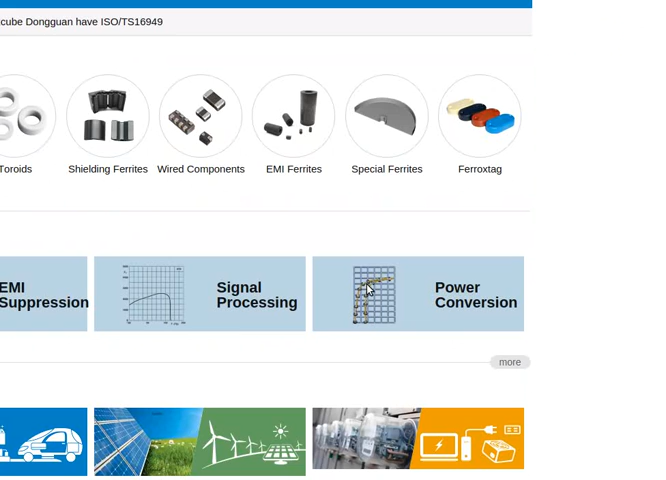 cube Dongguan have ISO/TS16949
Toroids
Shielding Ferrites
Wired Components
EMI Ferrites
Special Ferrites
Ferroxtag
EMI
Suppression
Signal
Processing
Power
Conversion
more